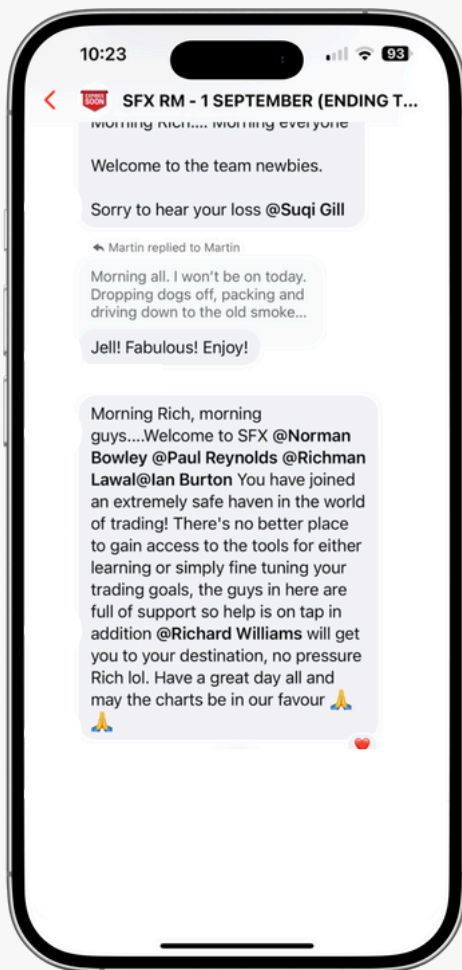 10:23
93
EXPIRES
SOON
SFX RM - 1 SEPTEMBER (ENDING T...
Morning Rich.... Morning everyone
Welcome to the team newbies.
Sorry to hear your loss @Suqi Gill
Martin replied to Martin
Morning all. I won't be on today.
Dropping dogs off, packing and
driving down to the old smoke...
Jell! Fabulous! Enjoy!
Morning Rich, morning
guys....Welcome to SFX @Norman
Bowley @Paul Reynolds @Richman
Lawal@Ian Burton You have joined
an extremely safe haven in the world
of trading! There's no better place
to gain access to the tools for either
learning or simply fine tuning your
trading goals, the guys in here are
full of support so help is on tap in
addition @Richard Williams will get
you to your destination, no pressure
Rich lol. Have a great day all and
may the charts be in our favour 🙏
🙏